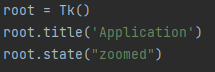 root = Tk()
root.title('Application')
root.state("zoomed")